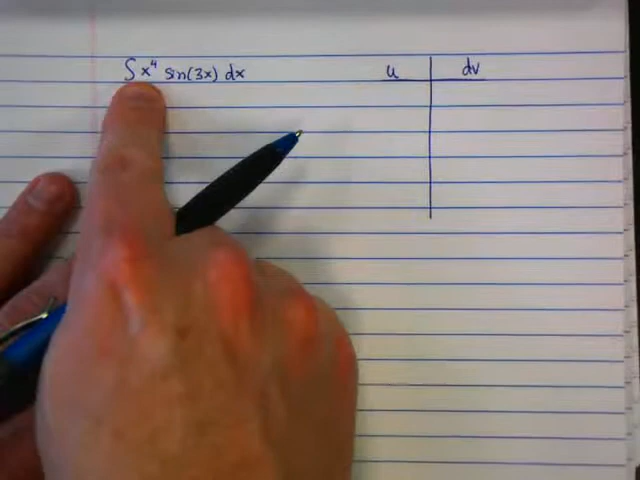 ∫x⁴ sin(3x) dx
u dv